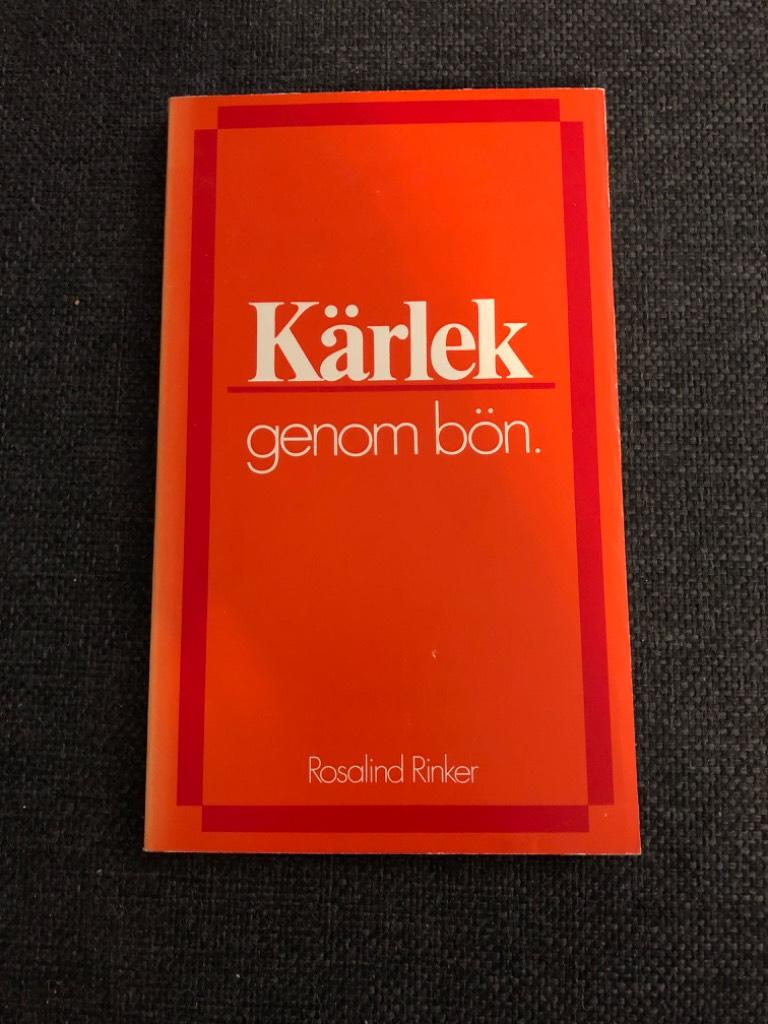 Kärlek
genom bön.
Rosalind Rinker